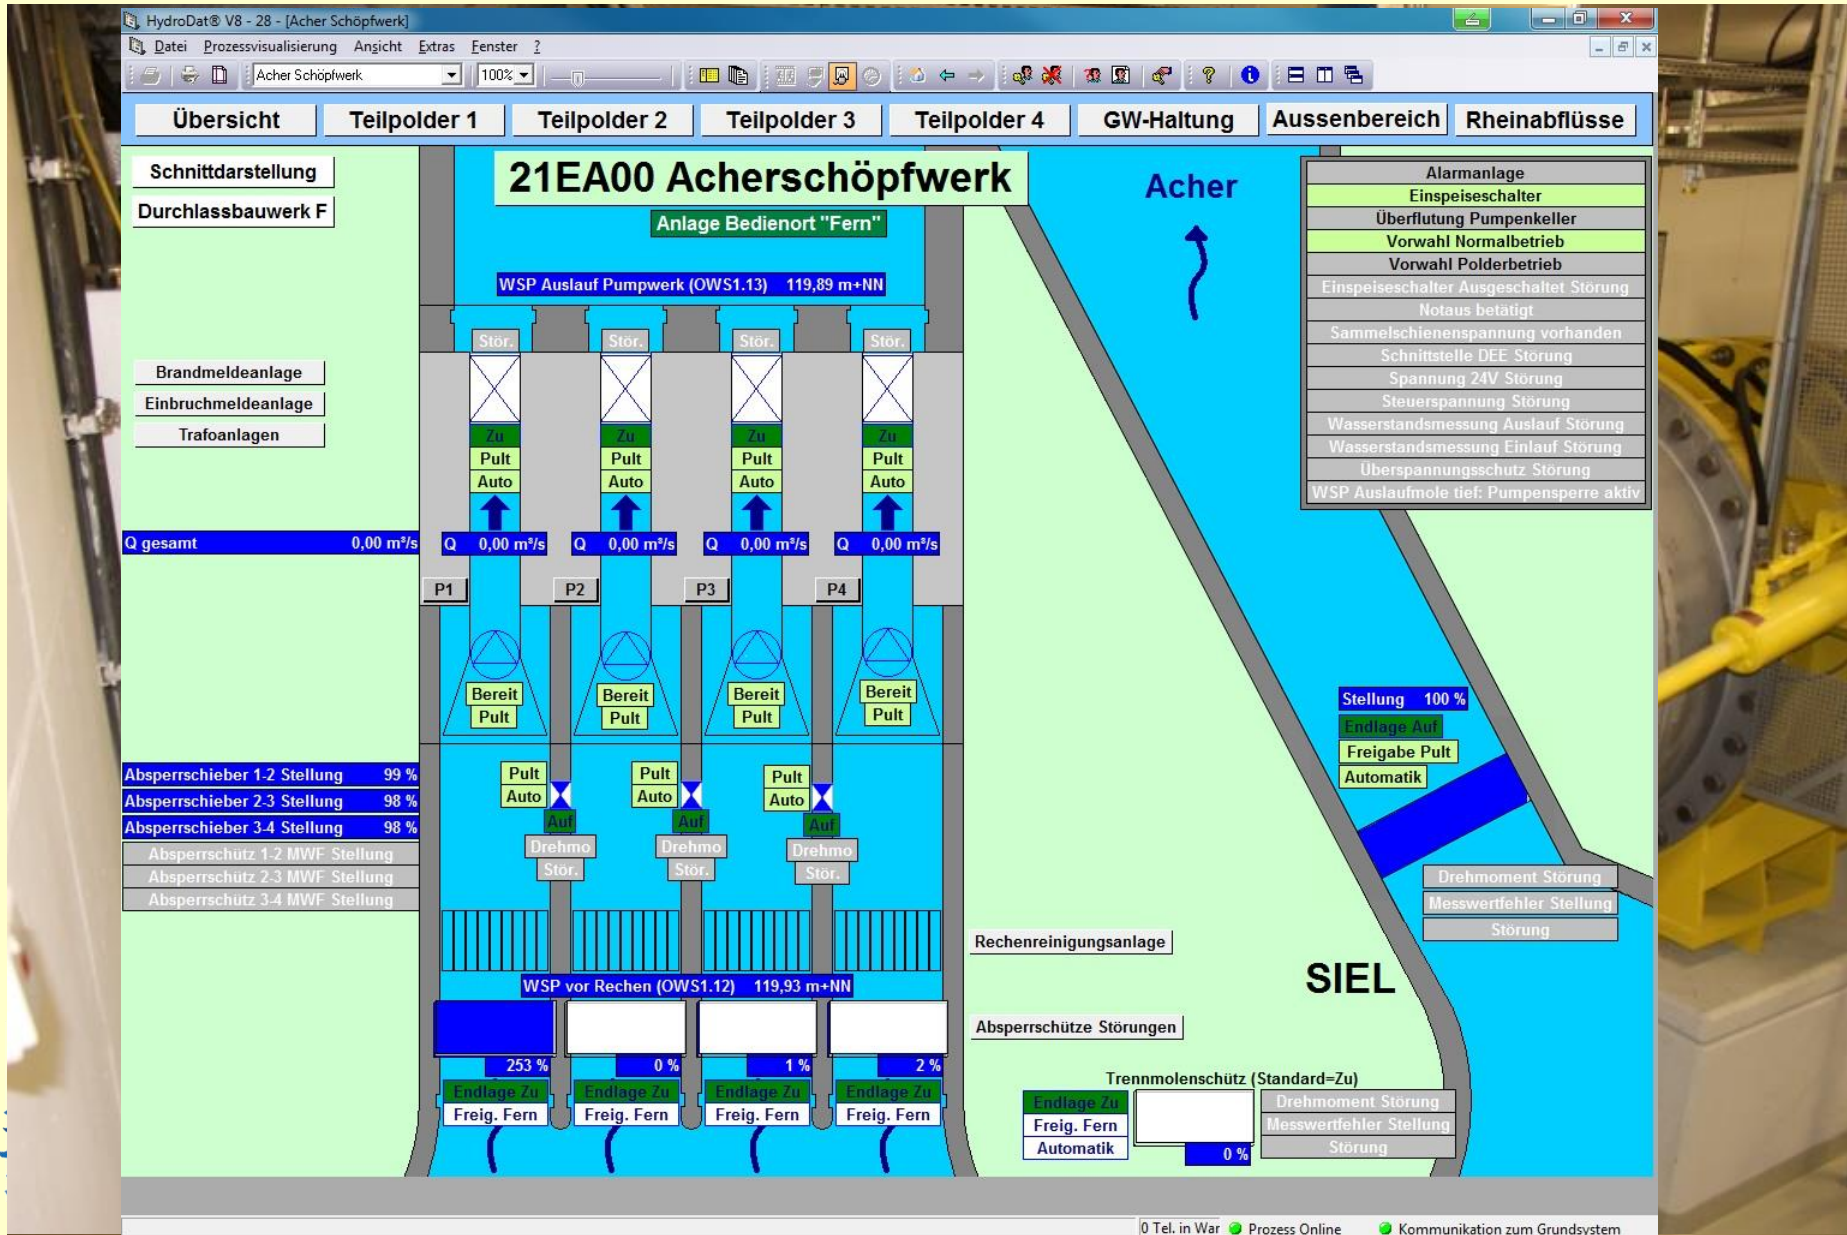 HydroDat® V8 - 28 - [Acher Schöpfwerk]
Datei Prozessvisualisierung Ansicht Extras Fenster ?
Acher Schöpfwerk 100%
Übersicht Teilpolder 1 Teilpolder 2 Teilpolder 3 Teilpolder 4 GW-Haltung Aussenbereich Rheinabflüsse
Schnittdarstellung
Durchlassbauwerk F
21EA00 Acherschöpfwerk
Anlage Bedienort "Fern"
Acher
Alarmanlage
Einspeiseschalter
Überflutung Pumpenkeller
Vorwahl Normalbetrieb
Vorwahl Polderbetrieb
Einspeiseschalter Ausgeschaltet Störung
Notaus betätigt
Sammelschienenspannung vorhanden
Schnittstelle DEE Störung
Spannung 24V Störung
Steuerspannung Störung
Wasserstandsmessung Auslauf Störung
Wasserstandsmessung Einlauf Störung
Überspannungsschutz Störung
WSP Auslaufmole tief: Pumpensperre aktiv
WSP Auslauf Pumpwerk (OWS1.13) 119,89 m+NN
Stör. Stör. Stör. Stör.
Brandmeldeanlage
Einbruchmeldeanlage
Trafoanlagen
Zu Zu Zu Zu
Pult Pult Pult Pult
Auto Auto Auto Auto
Q gesamt 0,00 m³/s
Q 0,00 m³/s Q 0,00 m³/s Q 0,00 m³/s Q 0,00 m³/s
P1 P2 P3 P4
Bereit Bereit Bereit Bereit
Pult Pult Pult Pult
Stellung 100 %
Endlage Auf
Freigabe Pult
Automatik
Absperrschieber 1-2 Stellung 99 %
Absperrschieber 2-3 Stellung 98 %
Absperrschieber 3-4 Stellung 98 %
Absperrschütz 1-2 MWF Stellung
Absperrschütz 2-3 MWF Stellung
Absperrschütz 3-4 MWF Stellung
Pult Pult Pult
Auto Auto Auto
Auf Auf Auf
Drehmo Drehmo Drehmo
Stör. Stör. Stör.
Drehmoment Störung
Messwertfehler Stellung
Störung
Rechenreinigungsanlage
SIEL
WSP vor Rechen (OWS1.12) 119,93 m+NN
Absperrschütze Störungen
253 % 0 % 1 % 2 %
Endlage Zu Endlage Zu Endlage Zu Endlage Zu
Freig. Fern Freig. Fern Freig. Fern Freig. Fern
Trennmolenschütz (Standard=Zu)
Endlage Zu
Freig. Fern
Automatik
0 %
Drehmoment Störung
Messwertfehler Stellung
Störung
0 Tel. in War Prozess Online Kommunikation zum Grundsystem